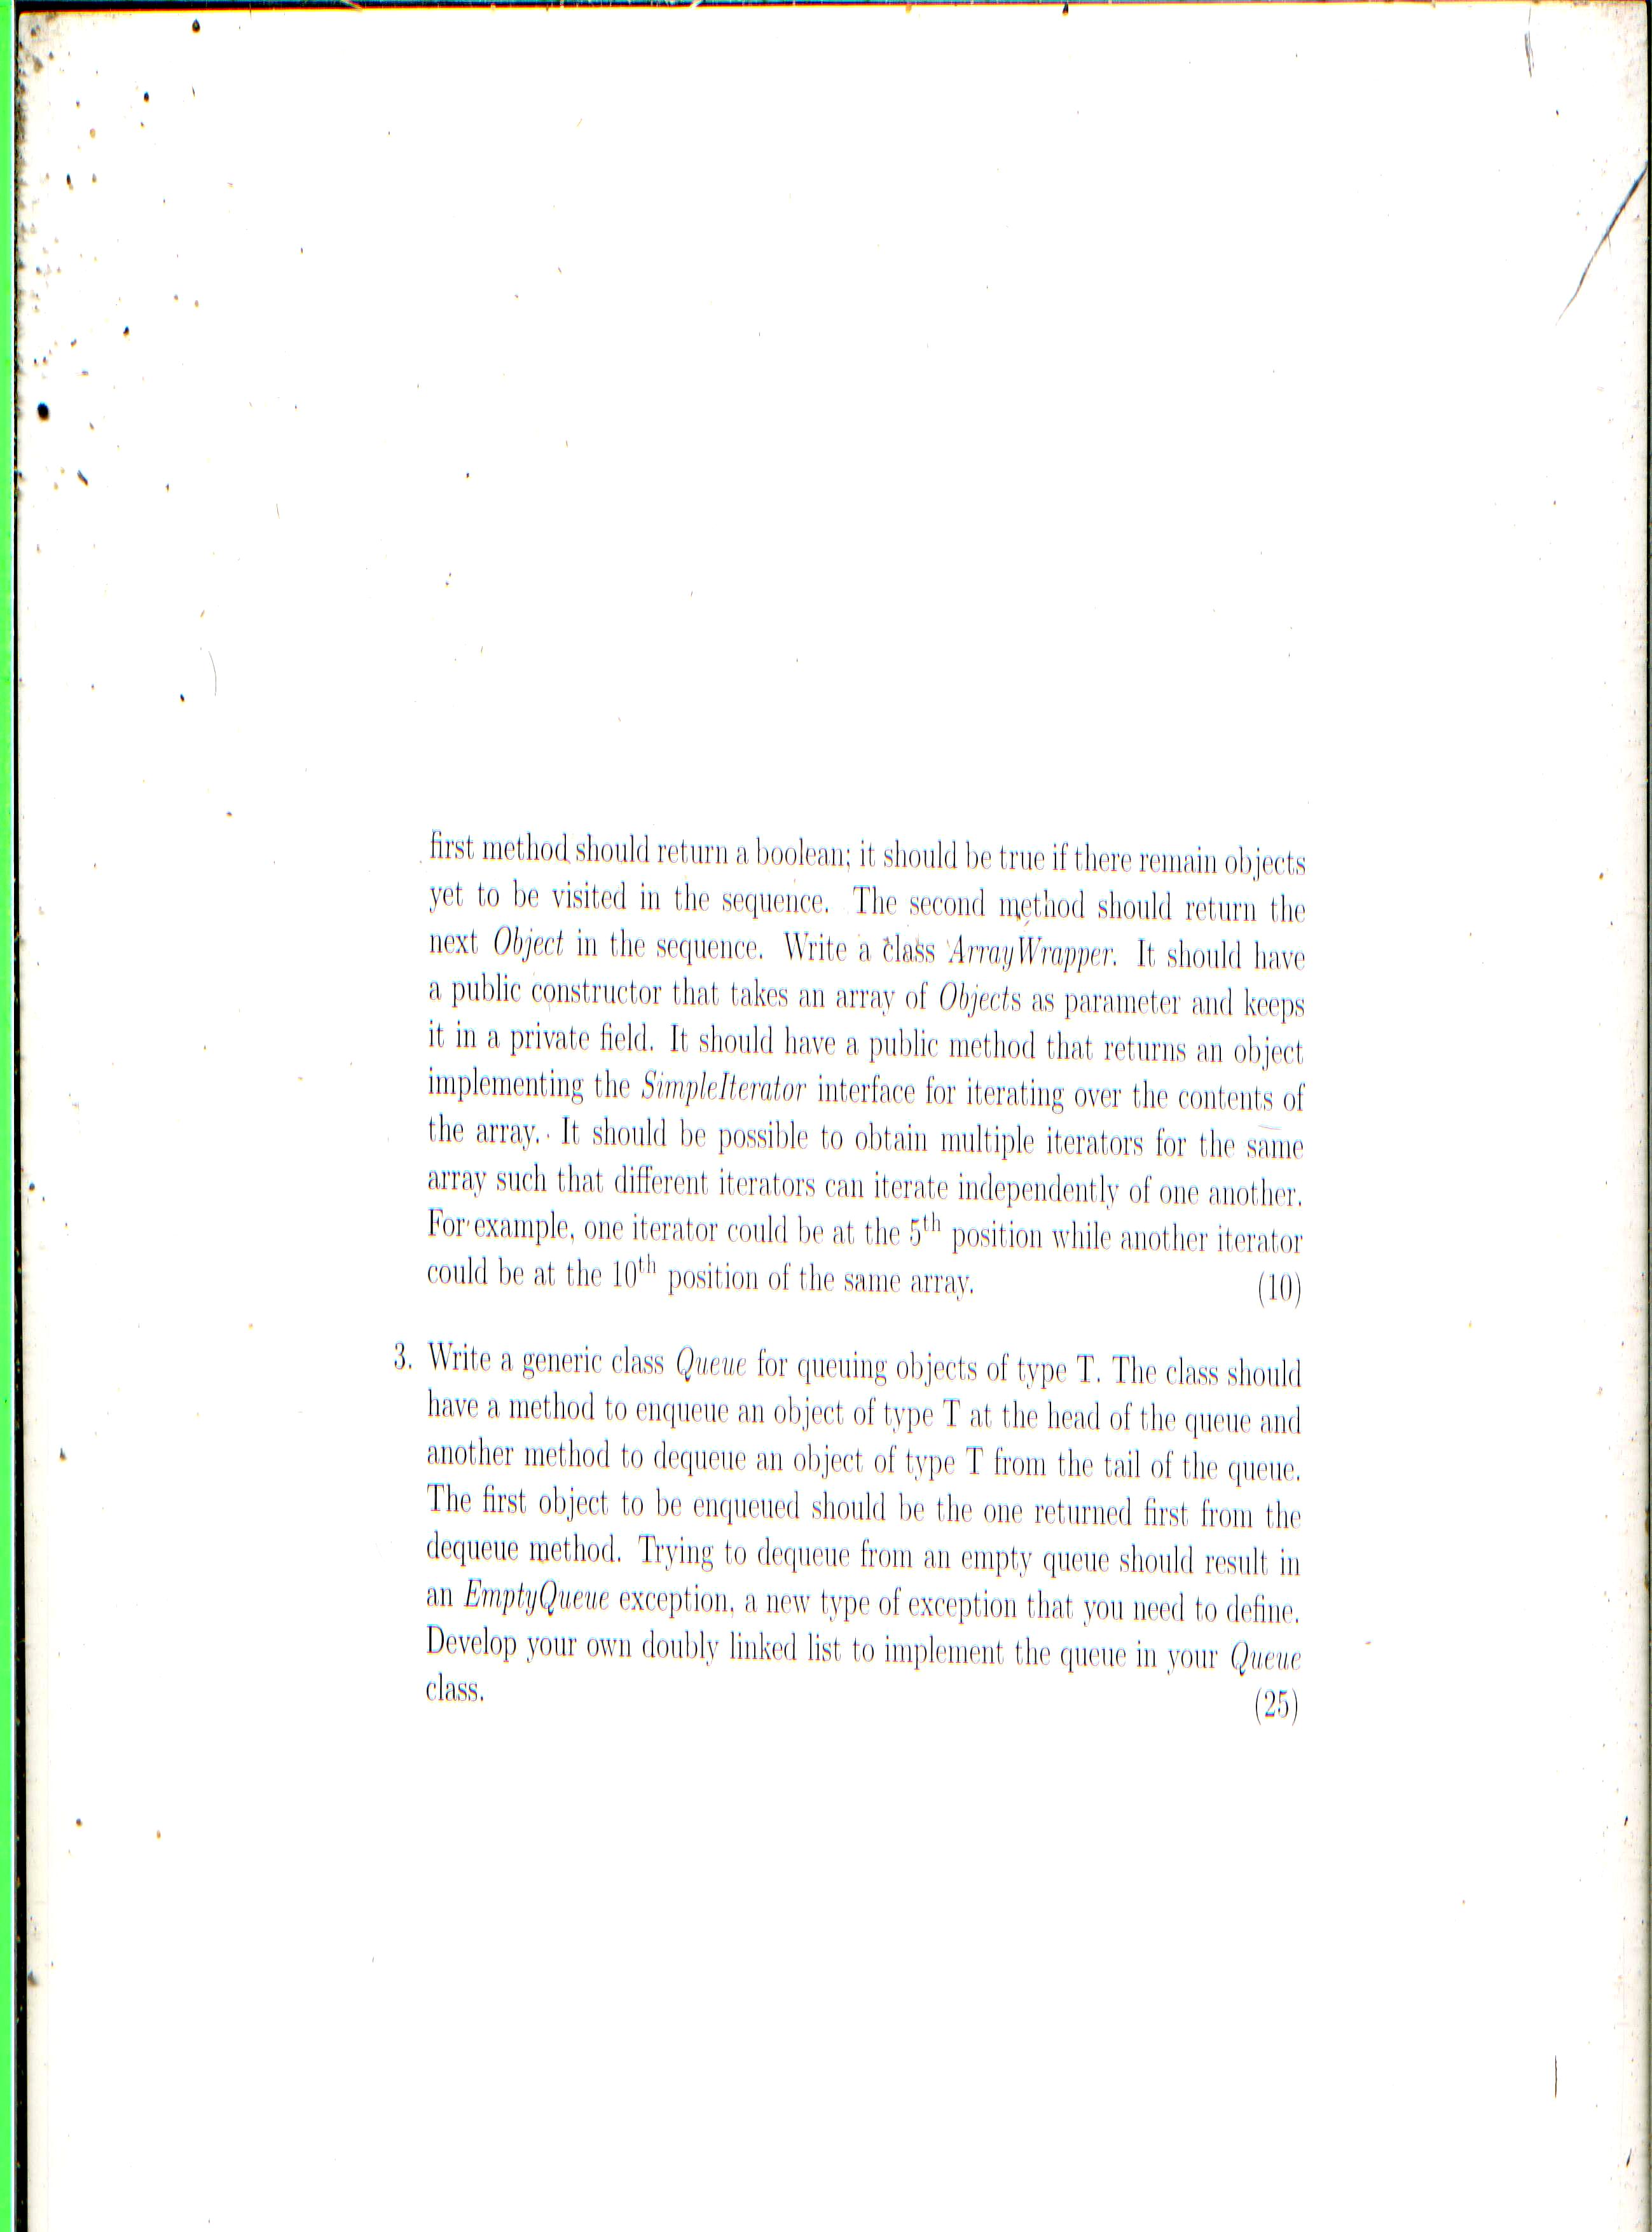 first method should return a boolean; it should be true if there remain objects
yet to be visited in the sequence. The second method should return the
next Object in the sequence. Write a class ArrayWrapper. It should have
a public constructor that takes an array of Objects as parameter and keeps
it in a private field. It should have a public method that returns an object
implementing the SimpleIterator interface for iterating over the contents of
the array. It should be possible to obtain multiple iterators for the same
array such that different iterators can iterate independently of one another.
For example, one iterator could be at the 5th position while another iterator
could be at the 10th position of the same array. (10)
3. Write a generic class Queue for queuing objects of type T. The class should
have a method to enqueue an object of type T at the head of the queue and
another method to dequeue an object of type T from the tail of the queue.
The first object to be enqueued should be the one returned first from the
dequeue method. Trying to dequeue from an empty queue should result in
an EmptyQueue exception, a new type of exception that you need to define.
Develop your own doubly linked list to implement the queue in your Queue
class. (25)